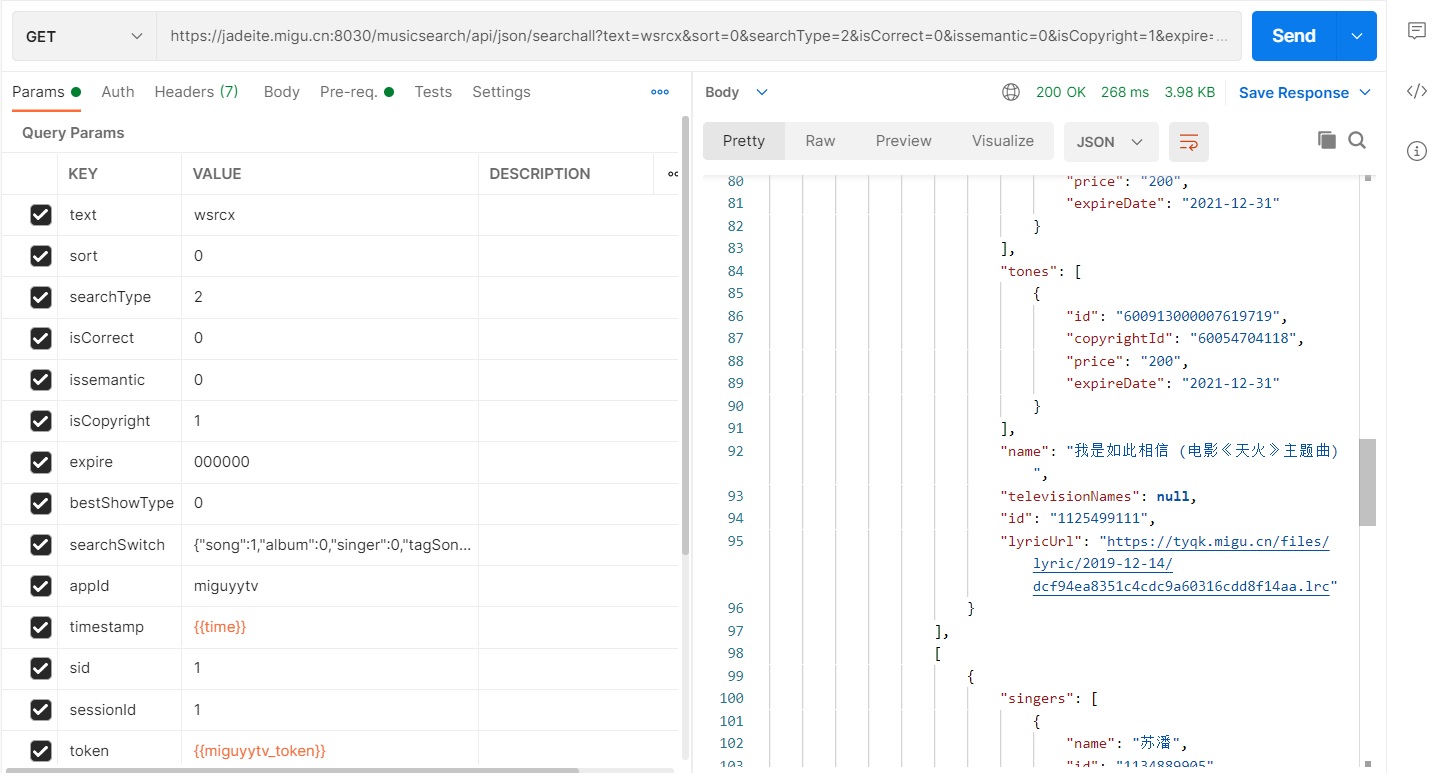 GET
https://jadeite.migu.cn:8030/musicsearch/api/json/searchall?text=wsrcx&sort=0&searchType=2&isCorrect=0&issemantic=0&isCopyright=1&expire= ...
Send
Params
Auth
Headers (7)
Body
Pre-req.
Tests
Settings
Query Params
KEY VALUE DESCRIPTION
text wsrcx
sort 0
searchType 2
isCorrect 0
issemantic 0
isCopyright 1
expire 000000
bestShowType 0
searchSwitch {"song":1,"album":0,"singer":0,"tagSon...
appId miguyytv
timestamp {{time}}
sid 1
sessionId 1
token {{miguyytv_token}}
Body
200 OK 268 ms 3.98 KB Save Response
Pretty Raw Preview Visualize JSON
80 "price": "200",
81 "expireDate": "2021-12-31"
82 }
83 ],
84 "tones": [
85 {
86 "id": "600913000007619719",
87 "copyrightId": "60054704118",
88 "price": "200",
89 "expireDate": "2021-12-31"
90 }
91 ],
92 "name": "我是如此相信 (电影《天火》主题曲)
",
93 "televisionNames": null,
94 "id": "1125499111",
95 "lyricUrl": "https://tyqk.migu.cn/files/
lyric/2019-12-14/
dcf94ea8351c4cdc9a60316cdd8f14aa.lrc"
96 }
97 ],
98 [
99 {
100 "singers": [
101 {
102 "name": "苏潘",
103 "id": "1134889905"